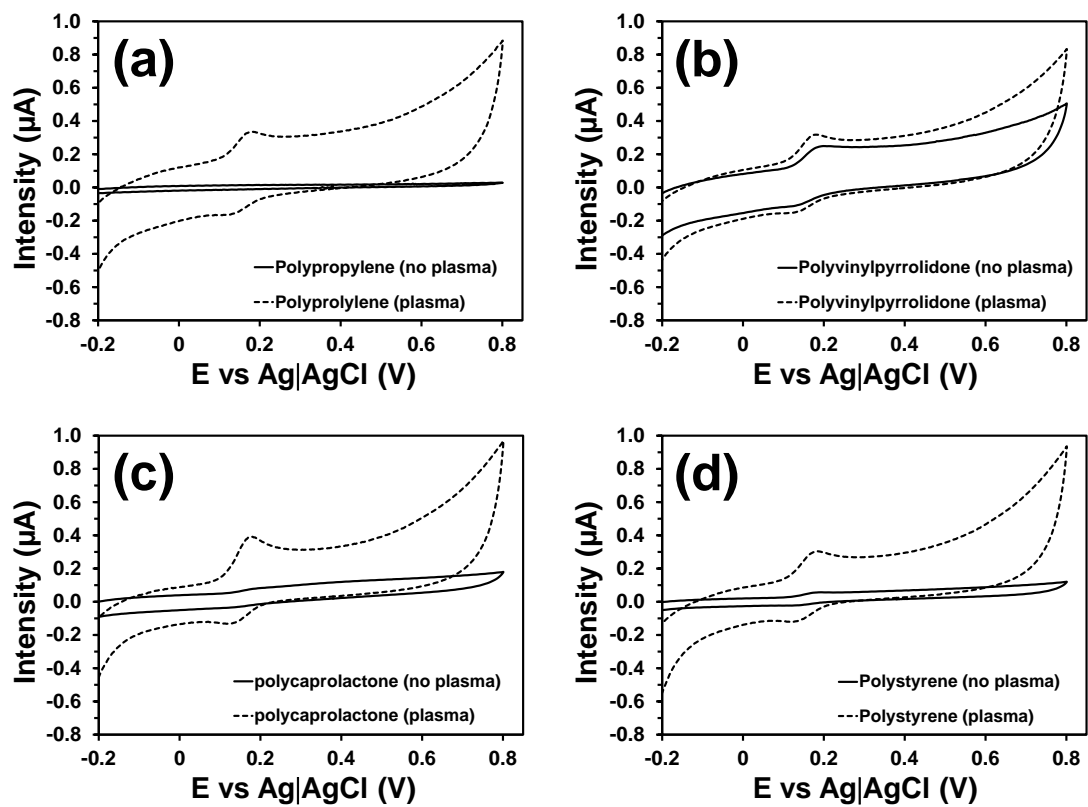 (a)
1.0
0.8
0.6
0.4
0.2
0.0
-0.2
-0.4
-0.6
-0.8
Intensity (µA)
Polypropylene (no plasma)
Polyprolylene (plasma)
-0.2 0 0.2 0.4 0.6 0.8
E vs Ag|AgCl (V)
(b)
1.0
0.8
0.6
0.4
0.2
0.0
-0.2
-0.4
-0.6
-0.8
Intensity (µA)
Polyvinylpyrrolidone (no plasma)
Polyvinylpyrrolidone (plasma)
-0.2 0 0.2 0.4 0.6 0.8
E vs Ag|AgCl (V)
(c)
1.0
0.8
0.6
0.4
0.2
0.0
-0.2
-0.4
-0.6
-0.8
Intensity (µA)
polycaprolactone (no plasma)
polycaprolactone (plasma)
-0.2 0 0.2 0.4 0.6 0.8
E vs Ag|AgCl (V)
(d)
1.0
0.8
0.6
0.4
0.2
0.0
-0.2
-0.4
-0.6
-0.8
Intensity (µA)
Polystyrene (no plasma)
Polystyrene (plasma)
-0.2 0 0.2 0.4 0.6 0.8
E vs Ag|AgCl (V)